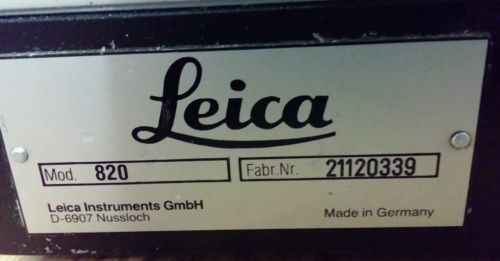 Leica
Mod. 820 Fabr.Nr. 21120339
Leica Instruments GmbH
D-6907 Nussloch Made in Germany